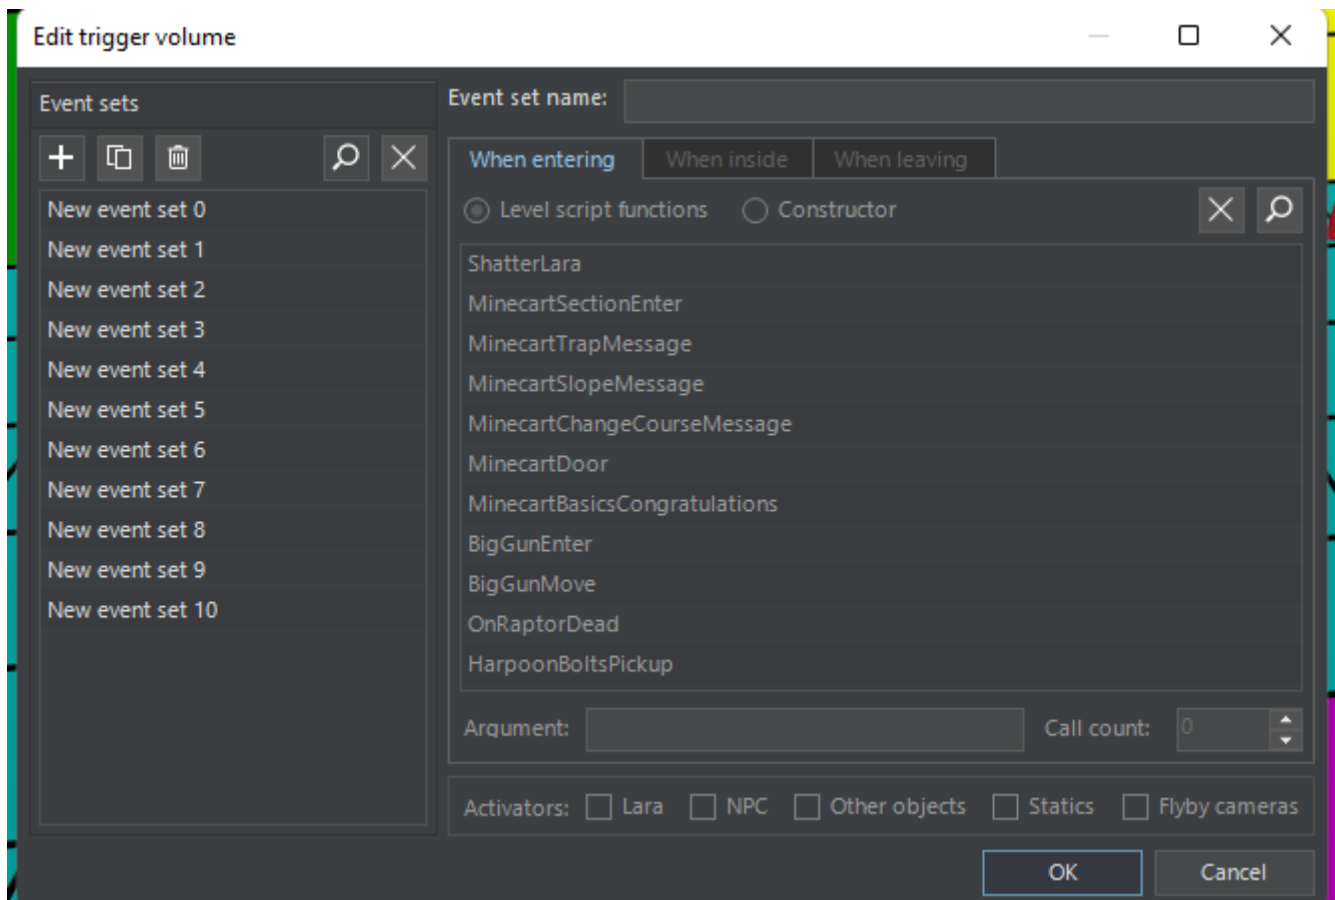 Edit trigger volume
Event sets
New event set 0
New event set 1
New event set 2
New event set 3
New event set 4
New event set 5
New event set 6
New event set 7
New event set 8
New event set 9
New event set 10
Event set name:
When entering When inside When leaving
Level script functions Constructor
ShatterLara
MinecartSectionEnter
MinecartTrapMessage
MinecartSlopeMessage
MinecartChangeCourseMessage
MinecartDoor
MinecartBasicsCongratulations
BigGunEnter
BigGunMove
OnRaptorDead
HarpoonBoltsPickup
Argument: Call count: 0
Activators: Lara NPC Other objects Statics Flyby cameras
OK Cancel